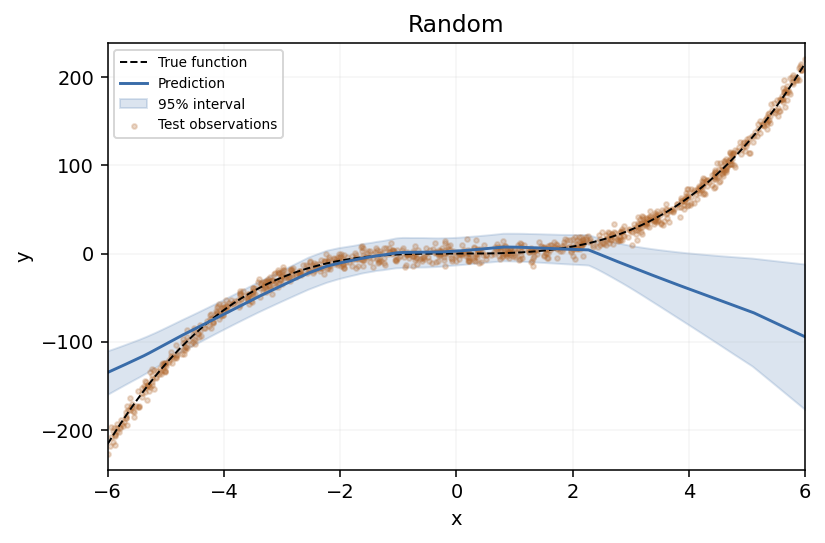 Random
True function
Prediction
95% interval
Test observations
200
100
0
−100
−200
y
−6
−4
−2
0
2
4
6
x